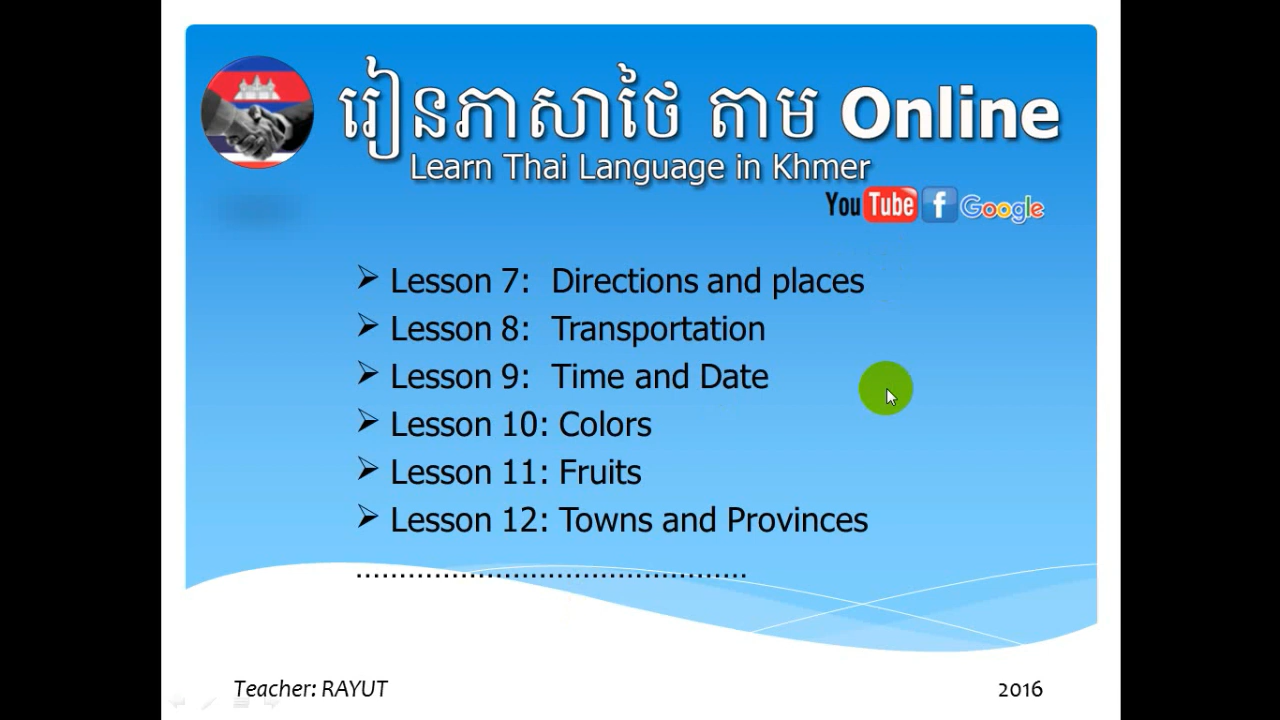 រៀនភាសាថៃ តាម Online
Learn Thai Language in Khmer
YouTube f Google
➢ Lesson 7: Directions and places
➢ Lesson 8: Transportation
➢ Lesson 9: Time and Date
➢ Lesson 10: Colors
➢ Lesson 11: Fruits
➢ Lesson 12: Towns and Provinces
.............................................
Teacher: RAYUT
2016